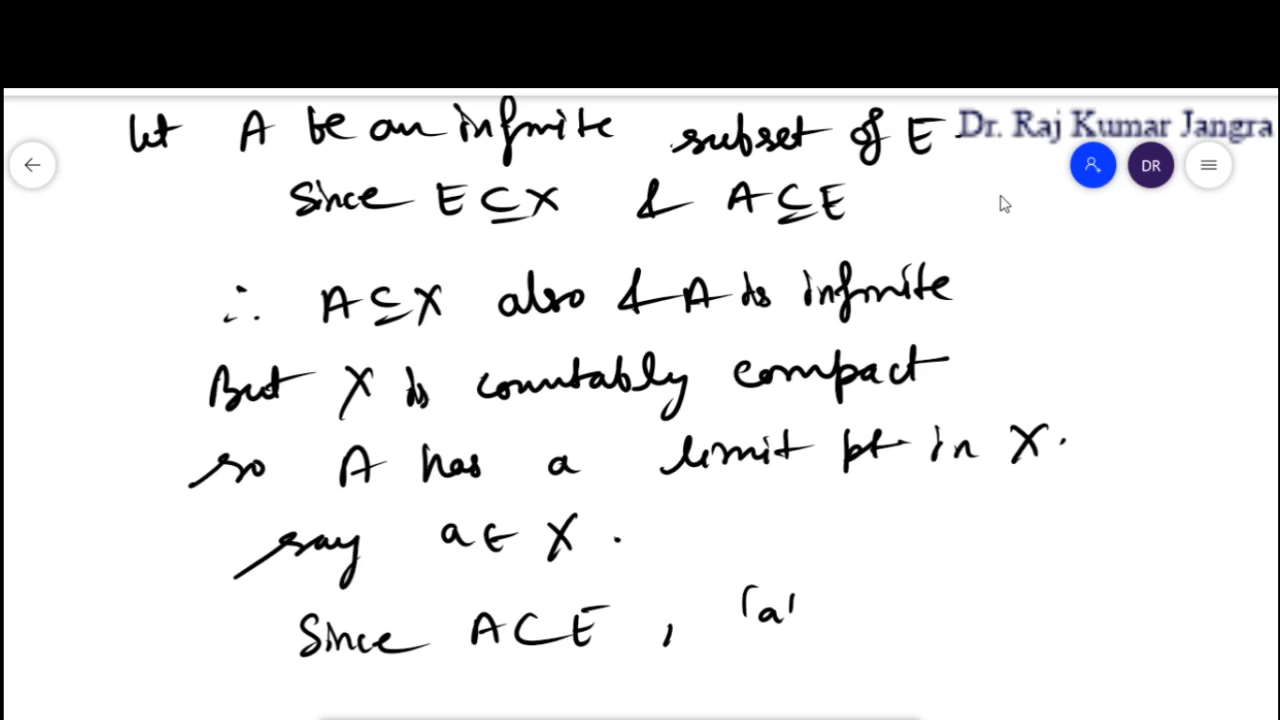 let A be an infinite subset of E
Dr. Raj Kumar Jangra
DR
Since E ⊆ X & A ⊆ E
∴ A ⊆ X also & A is infinite
But X is countably compact
so A has a limit pt in X.
say a ∈ X.
Since A ⊂ E, 'a'